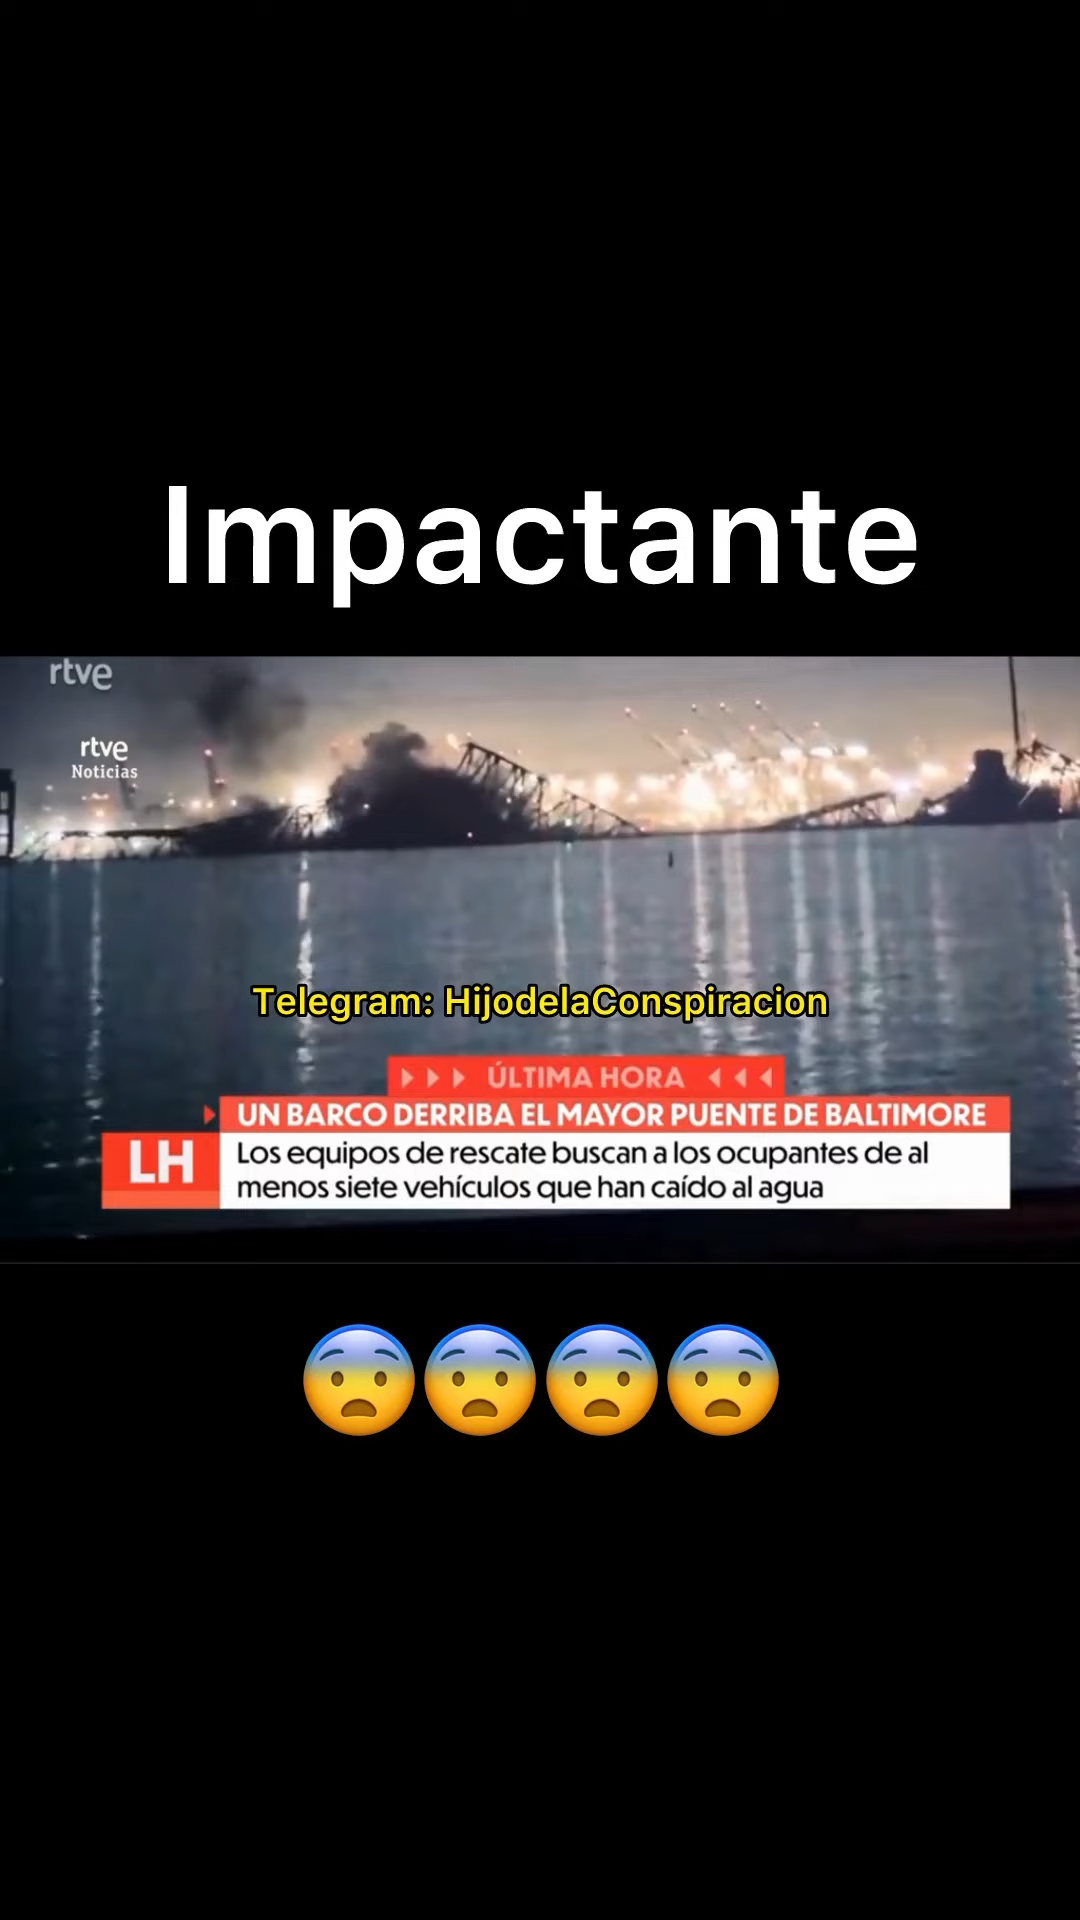 Impactante
rtve
rtve
Noticias
Telegram: HijodelaConspiracion
ÚLTIMA HORA
UN BARCO DERRIBA EL MAYOR PUENTE DE BALTIMORE
LH
Los equipos de rescate buscan a los ocupantes de al
menos siete vehículos que han caído al agua